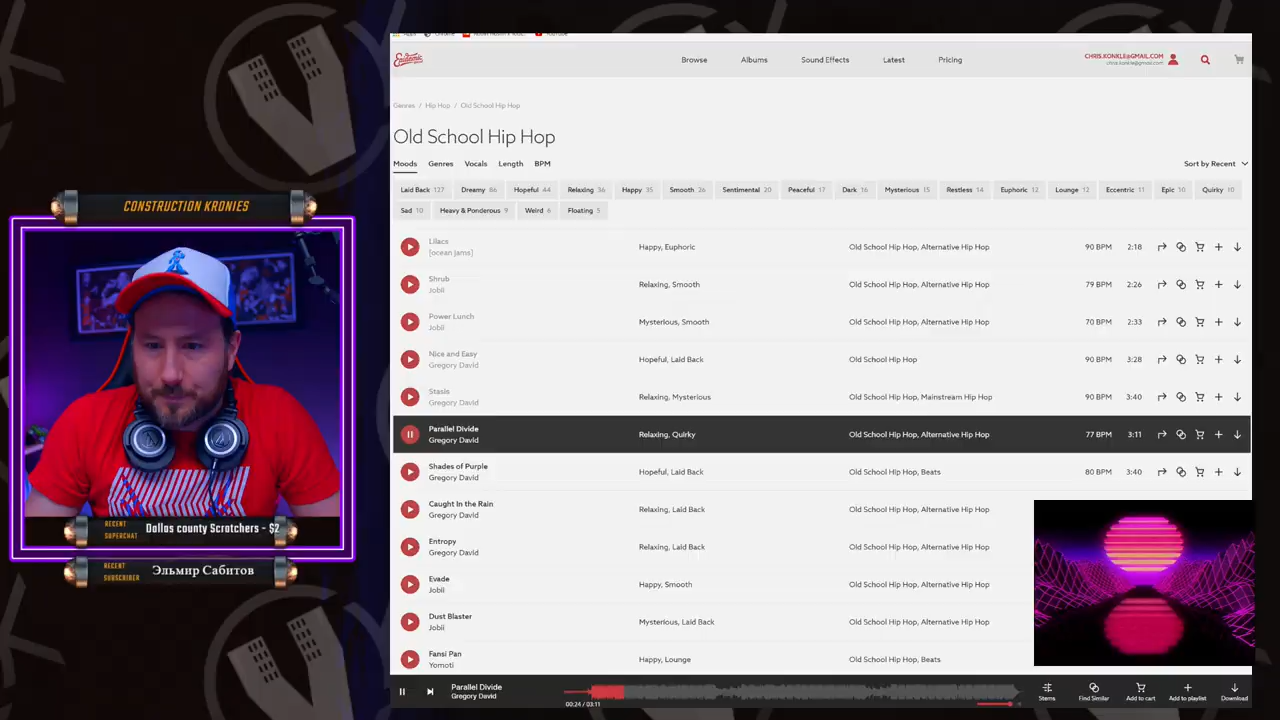 Apps
Chrome
YouTube
Epidemic
Browse
Albums
Sound Effects
Latest
Pricing
CHRIS.KONKLE@GMAIL.COM
chris.konkle@gmail.com
Genres / Hip Hop / Old School Hip Hop
Old School Hip Hop
Moods Genres Vocals Length BPM
Sort by Recent
Laid Back 127 Dreamy Hopeful 44 Relaxing 36 Happy 35 Smooth 26 Sentimental 20 Peaceful 17 Dark 16 Mysterious 15 Restless 14 Euphoric 12 Lounge 12 Eccentric 11 Epic 10 Quirky 10
Sad 10 Heavy & Ponderous 9 Weird 6 Floating 5
CONSTRUCTION KRONIES
RECENT
SUPERCHAT
Dallas county Scratchers - $2
RECENT
SUBSCRIBER
Эльмир Сабитов
Lilacs
[ocean jams]
Happy, Euphoric
Old School Hip Hop, Alternative Hip Hop
90 BPM 2:18
Shrub
Jobii
Relaxing, Smooth
Old School Hip Hop, Alternative Hip Hop
79 BPM 2:26
Power Lunch
Jobii
Mysterious, Smooth
Old School Hip Hop, Alternative Hip Hop
70 BPM 2:33
Nice and Easy
Gregory David
Hopeful, Laid Back
Old School Hip Hop
90 BPM 3:28
Stasis
Gregory David
Relaxing, Mysterious
Old School Hip Hop, Mainstream Hip Hop
90 BPM 3:40
Parallel Divide
Gregory David
Relaxing, Quirky
Old School Hip Hop, Alternative Hip Hop
77 BPM 3:11
Shades of Purple
Gregory David
Hopeful, Laid Back
Old School Hip Hop, Beats
80 BPM 3:40
Caught In the Rain
Gregory David
Relaxing, Laid Back
Old School Hip Hop, Alternative Hip Hop
Entropy
Gregory David
Relaxing, Laid Back
Old School Hip Hop, Alternative Hip Hop
Evade
Jobii
Happy, Smooth
Old School Hip Hop, Alternative Hip Hop
Dust Blaster
Jobii
Mysterious, Laid Back
Old School Hip Hop, Alternative Hip Hop
Fansi Pan
Yomoti
Happy, Lounge
Old School Hip Hop, Beats
Parallel Divide
Gregory David
00:24 / 03:11
Stems
Find Similar
Add to cart
Add to playlist
Download